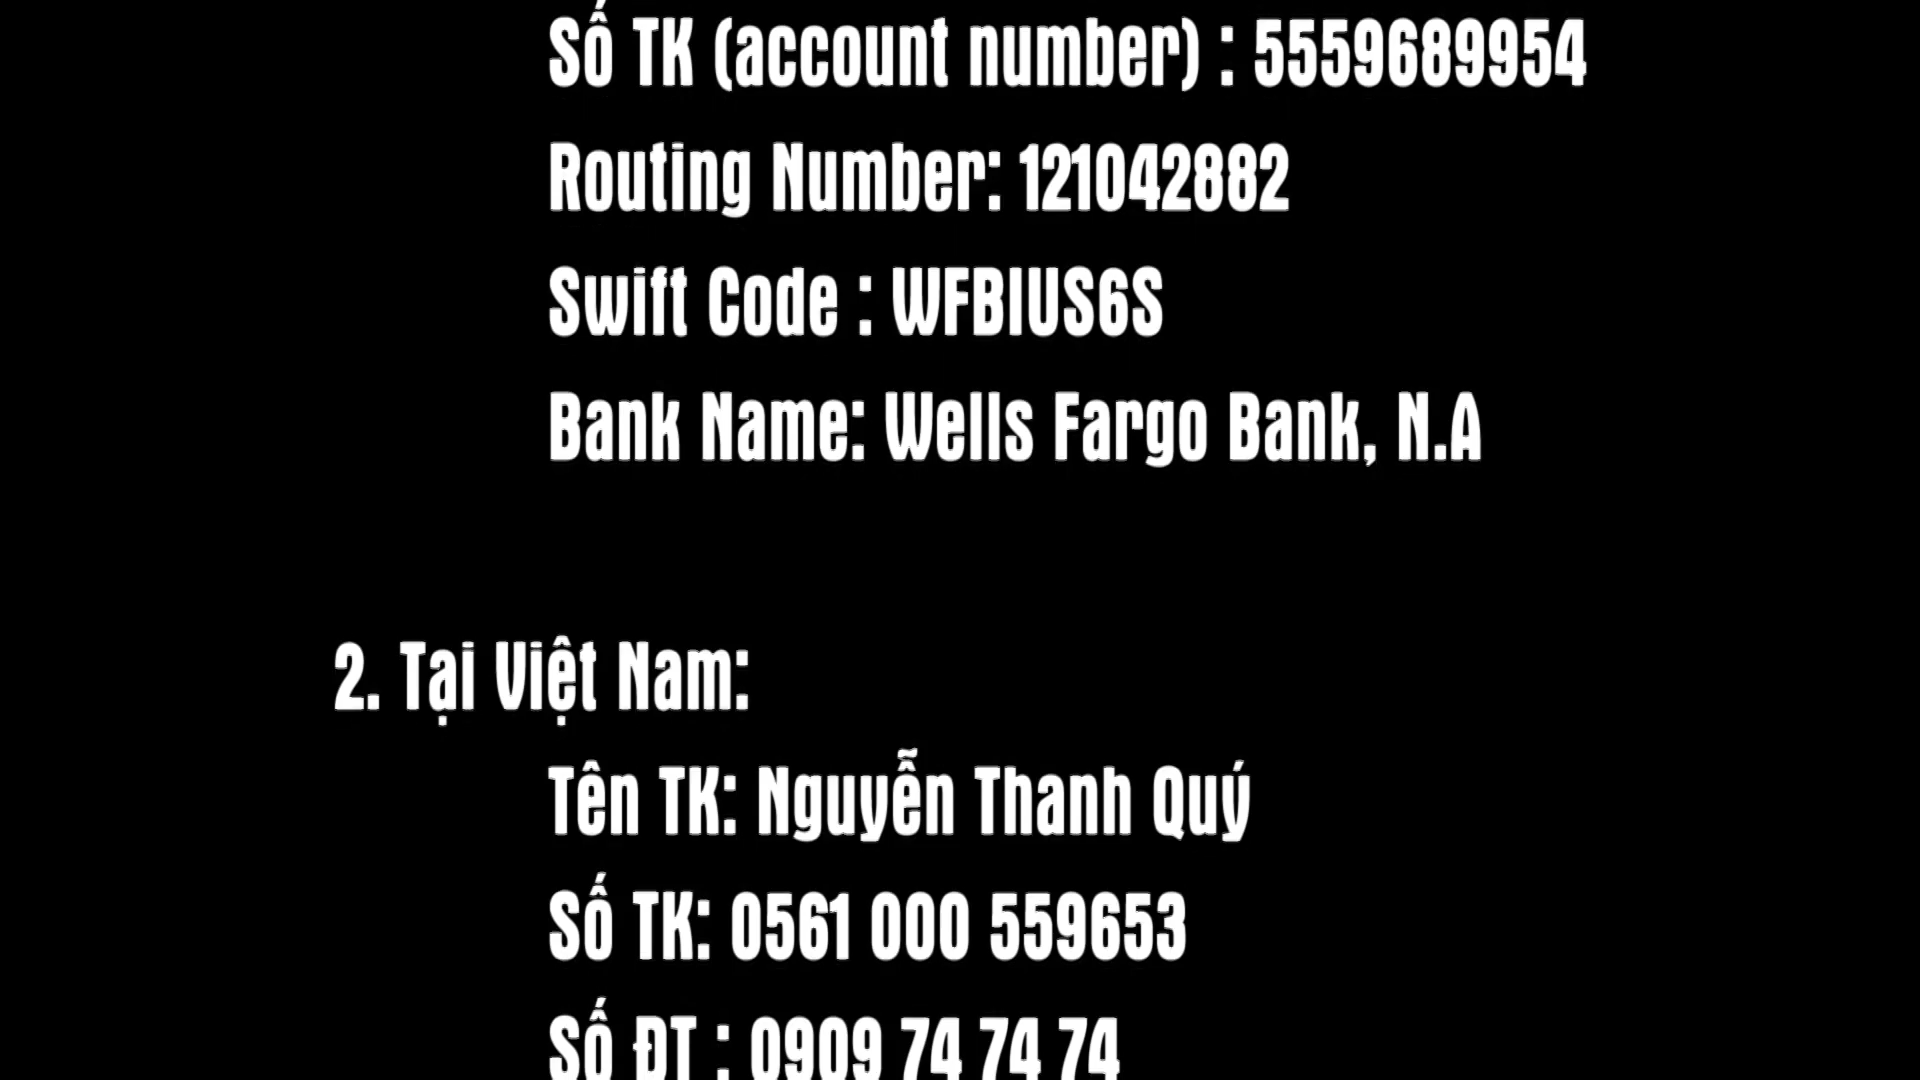 Số TK (account number) : 5559689954
Routing Number: 121042882
Swift Code : WFBIUS6S
Bank Name: Wells Fargo Bank, N.A
2. Tại Việt Nam:
Tên TK: Nguyễn Thanh Quý
Số TK: 0561 000 559653
Số ĐT : 0909 74 74 74